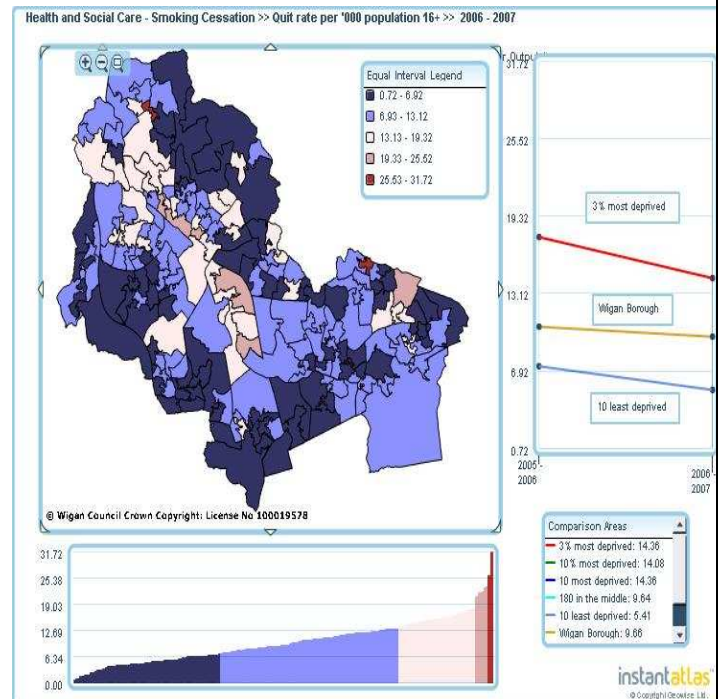 Health and Social Care - Smoking Cessation >> Quit rate per '000 population 16+ >> 2006 - 2007
Equal Interval Legend
0.72 - 6.92
6.93 - 13.12
13.13 - 19.32
19.33 - 25.52
25.53 - 31.72
© Wigan Council Crown Copyright: License No 100019578
31.72
25.52
19.32
13.12
6.92
0.72
3% most deprived
Wigan Borough
10 least deprived
2005 -
2006
2006 -
2007
31.72
25.38
19.03
12.69
6.34
0.00
Comparison Areas
3% most deprived: 14.36
10% most deprived: 14.08
10 most deprived: 14.36
180 in the middle: 9.64
10 least deprived: 5.41
Wigan Borough: 9.66
instantatlas™
© Copyright Geowise Ltd.